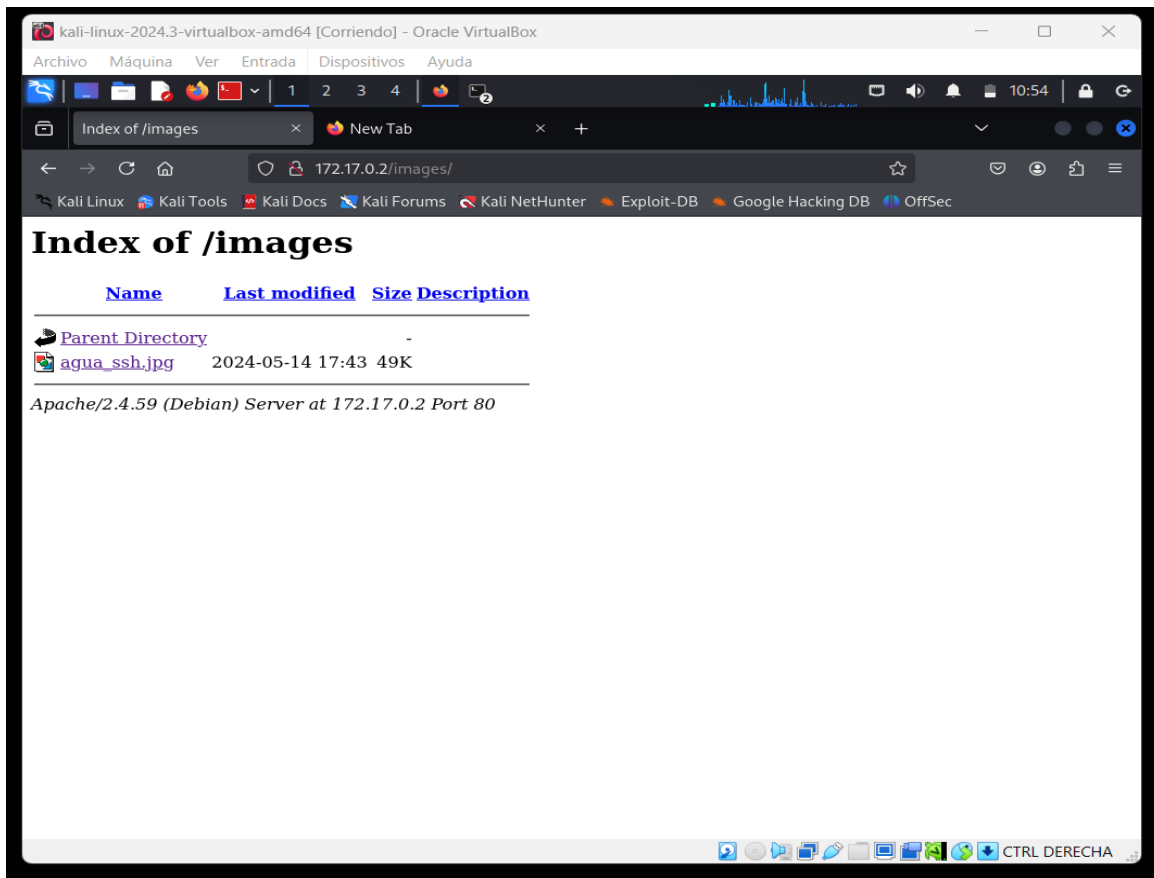 kali-linux-2024.3-virtualbox-amd64 [Corriendo] - Oracle VirtualBox
Archivo Máquina Ver Entrada Dispositivos Ayuda
1 2 3 4 2 10:54
Index of /images New Tab
172.17.0.2/images/
Kali Linux Kali Tools Kali Docs Kali Forums Kali NetHunter Exploit-DB Google Hacking DB OffSec
Index of /images
Name Last modified Size Description
Parent Directory -
agua_ssh.jpg 2024-05-14 17:43 49K
Apache/2.4.59 (Debian) Server at 172.17.0.2 Port 80
CTRL DERECHA